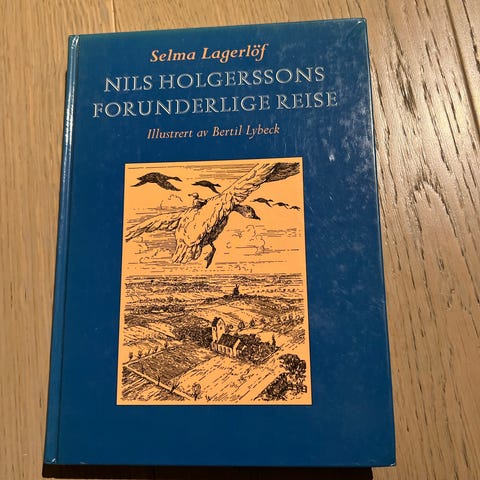 Selma Lagerlöf
NILS HOLGERSSONS
FORUNDERLIGE REISE
Illustrert av Bertil Lybeck